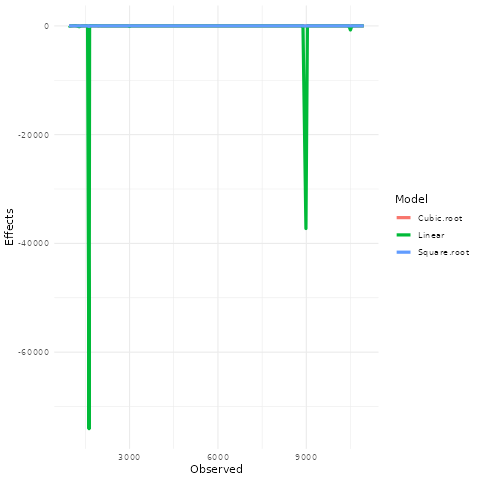 0
-20000
-40000
-60000
Effects
3000
6000
9000
Observed
Model
Cubic.root
Linear
Square.root